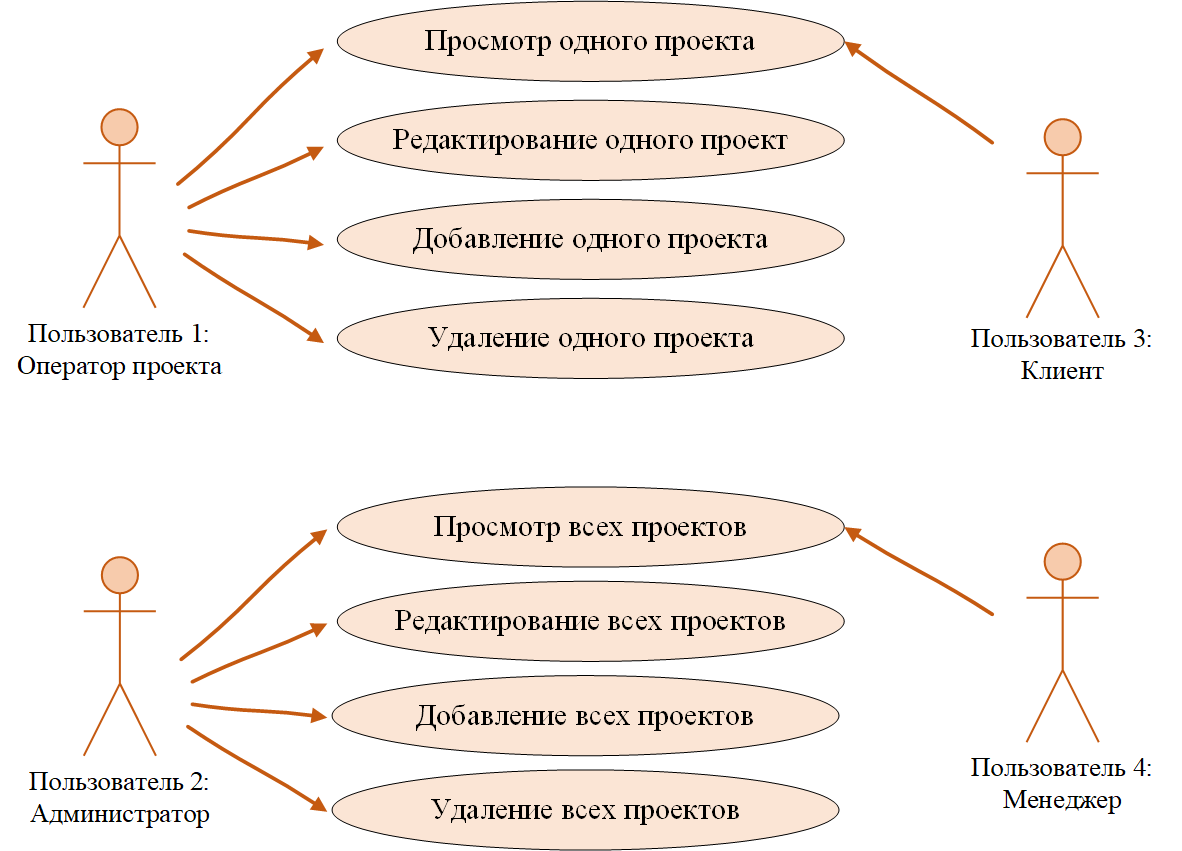 Просмотр одного проекта
Редактирование одного проект
Добавление одного проекта
Удаление одного проекта
Пользователь 1:
Оператор проекта
Пользователь 3:
Клиент
Просмотр всех проектов
Редактирование всех проектов
Добавление всех проектов
Удаление всех проектов
Пользователь 2:
Администратор
Пользователь 4:
Менеджер